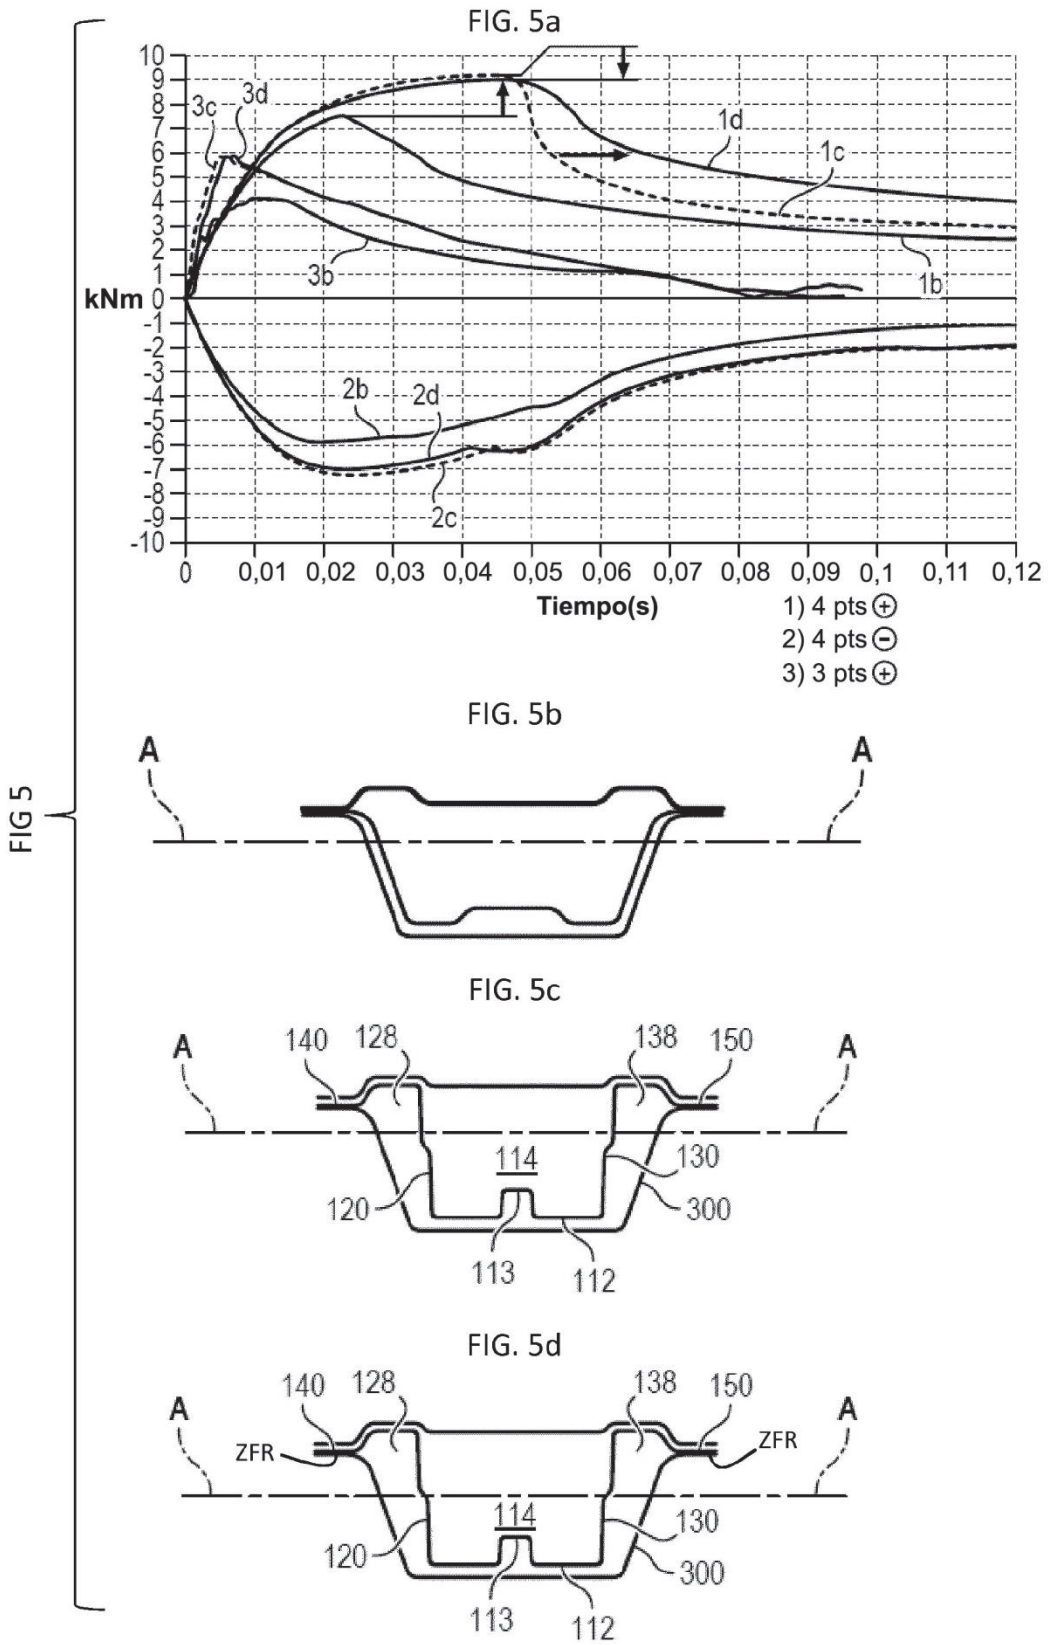 FIG. 5a
10
9
8
7
6
5
4
3
2
1
kNm 0
-1
-2
-3
-4
-5
-6
-7
-8
-9
-10
3c 3d
1d
1c
3b
1b
2b 2d
2c
0 0,01 0,02 0,03 0,04 0,05 0,06 0,07 0,08 0,09 0,1 0,11 0,12
Tiempo(s)
1) 4 pts ⊕
2) 4 pts ⊖
3) 3 pts ⊕
FIG 5
FIG. 5b
A A
FIG. 5c
A 140 128 138 150 A
114 130
120 300
113 112
FIG. 5d
140 128 138 150
A A
ZFR ZFR
114 130
120 300
113 112